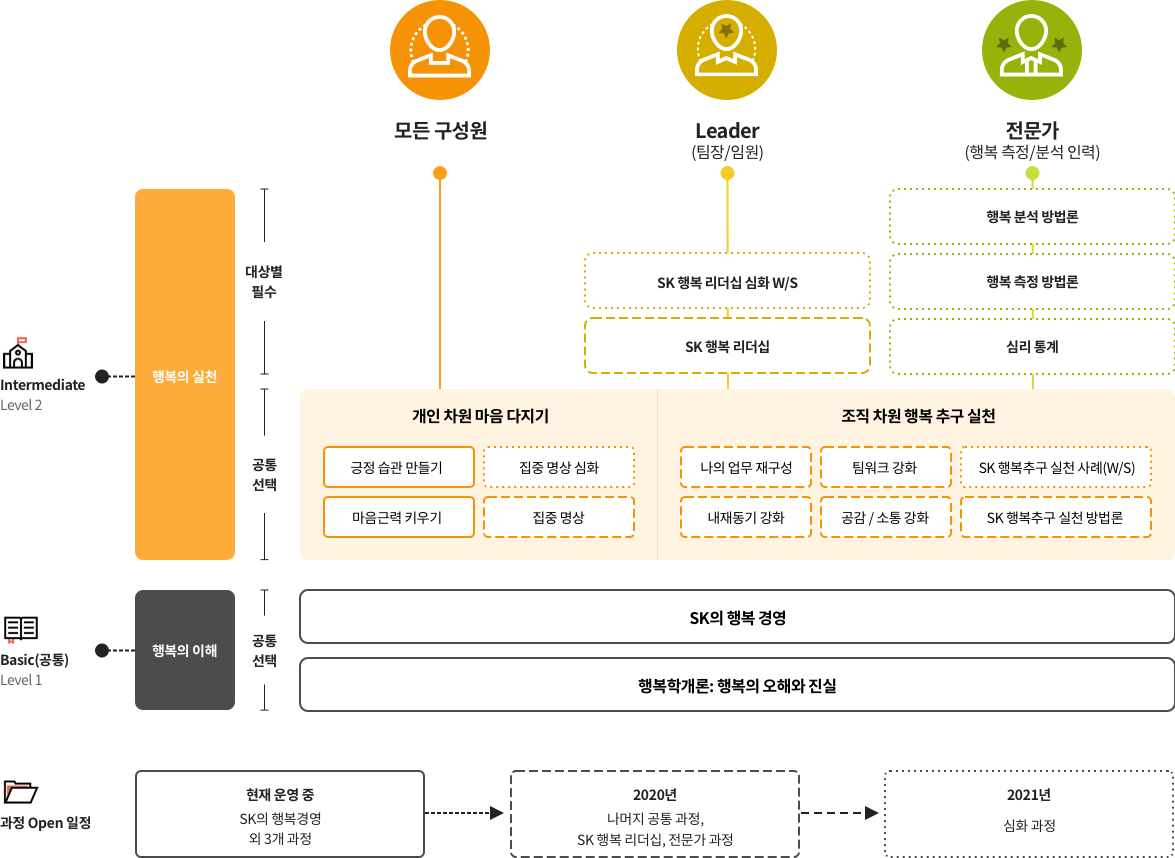 모든 구성원
Leader
(팀장/임원)
전문가
(행복 측정/분석 인력)
행복 분석 방법론
행복 측정 방법론
심리 통계
SK 행복 리더십 심화 W/S
SK 행복 리더십
대상별
필수
Intermediate
Level 2
행복의 실천
공통
선택
개인 차원 마음 다지기
긍정 습관 만들기
집중 명상 심화
마음근력 키우기
집중 명상
조직 차원 행복 추구 실천
나의 업무 재구성
팀워크 강화
SK 행복추구 실천 사례(W/S)
내재동기 강화
공감 / 소통 강화
SK 행복추구 실천 방법론
Basic(공통)
Level 1
행복의 이해
공통
선택
SK의 행복 경영
행복학개론: 행복의 오해와 진실
과정 Open 일정
현재 운영 중
SK의 행복경영
외 3개 과정
2020년
나머지 공통 과정,
SK 행복 리더십, 전문가 과정
2021년
심화 과정